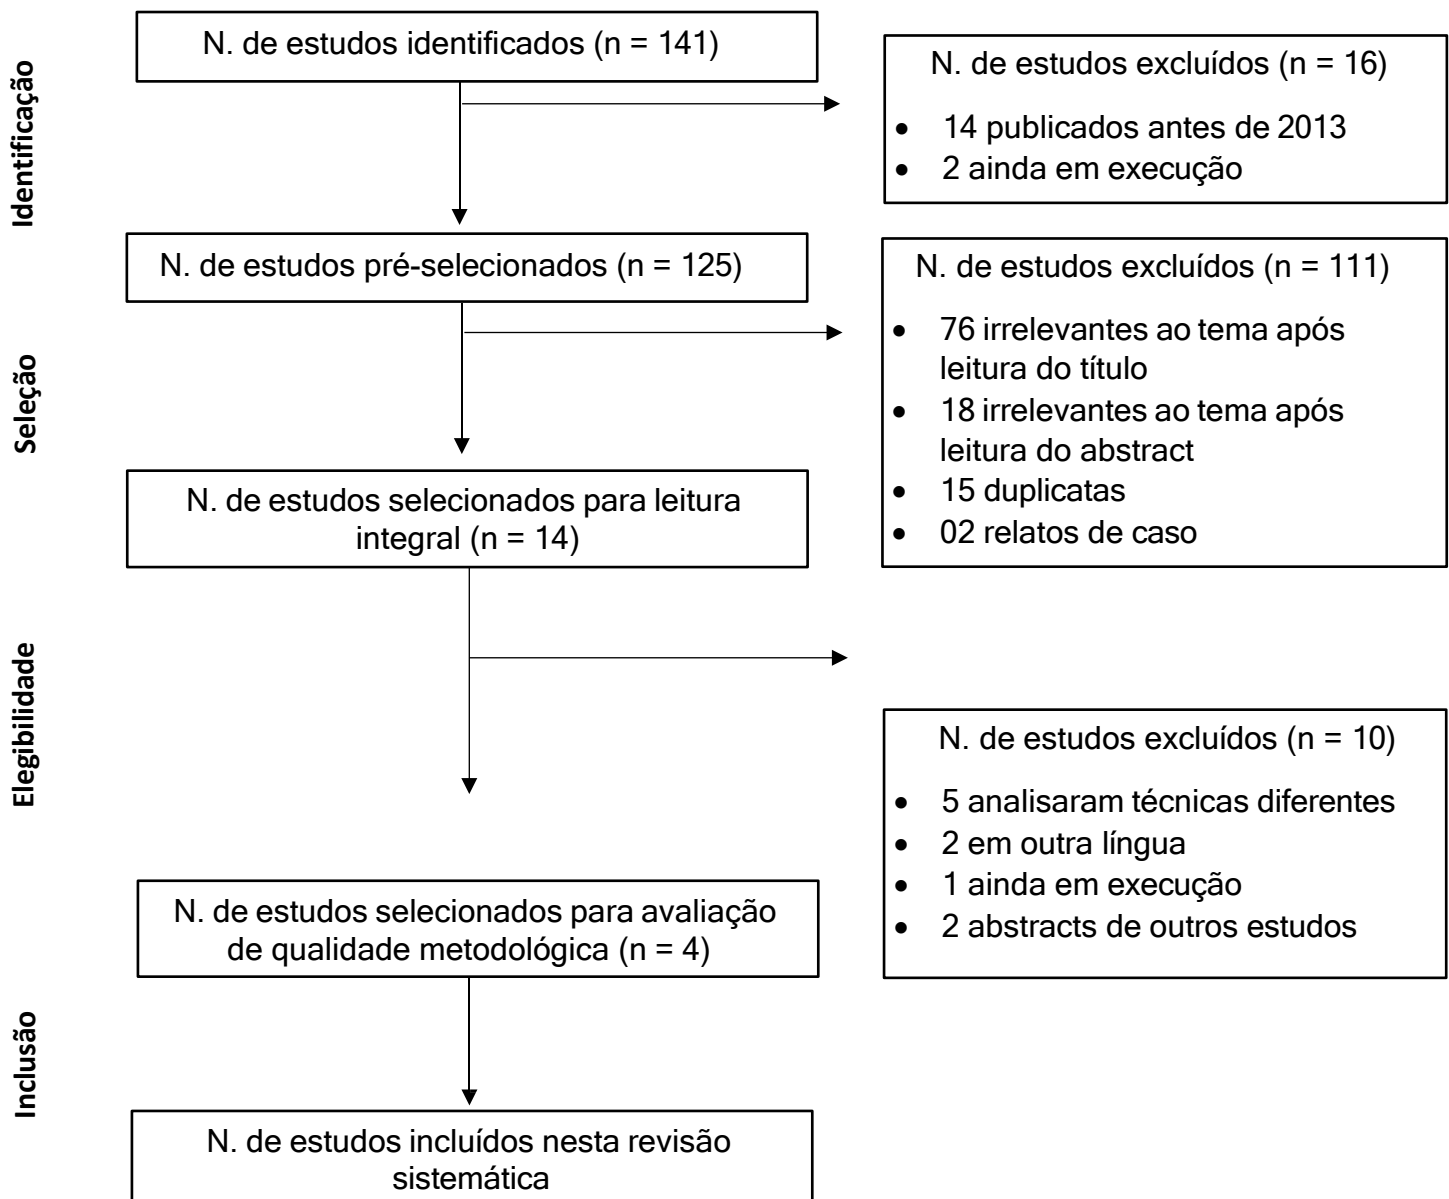 N. de estudos identificados (n = 141)
N. de estudos excluídos (n = 16)
• 14 publicados antes de 2013
• 2 ainda em execução
Identificação
N. de estudos pré-selecionados (n = 125)
N. de estudos excluídos (n = 111)
• 76 irrelevantes ao tema após
leitura do título
• 18 irrelevantes ao tema após
leitura do abstract
• 15 duplicatas
• 02 relatos de caso
Seleção
N. de estudos selecionados para leitura
integral (n = 14)
Elegibilidade
N. de estudos excluídos (n = 10)
• 5 analisaram técnicas diferentes
• 2 em outra língua
• 1 ainda em execução
• 2 abstracts de outros estudos
N. de estudos selecionados para avaliação
de qualidade metodológica (n = 4)
Inclusão
N. de estudos incluídos nesta revisão
sistemática